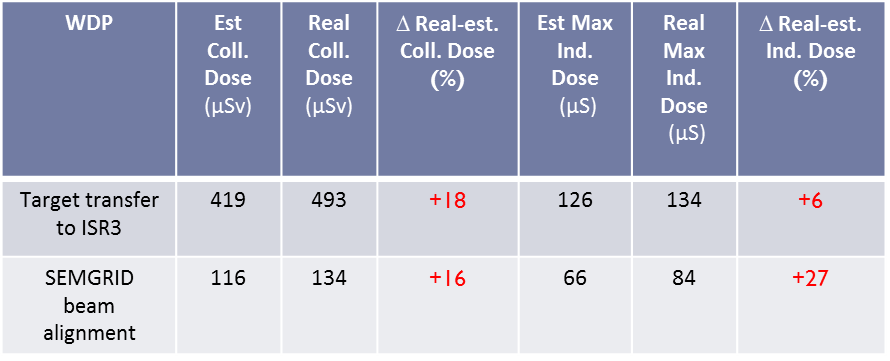 WDP
Est
Coll.
Dose
(µSv)
Real
Coll.
Dose
(µSv)
Δ Real-est.
Coll. Dose
(%)
Est Max
Ind.
Dose
(µS)
Real
Max
Ind.
Dose
(µS)
Δ Real-est.
Ind. Dose
(%)
Target transfer
to ISR3
419
493
+18
126
134
+6
SEMGRID
beam
alignment
116
134
+16
66
84
+27